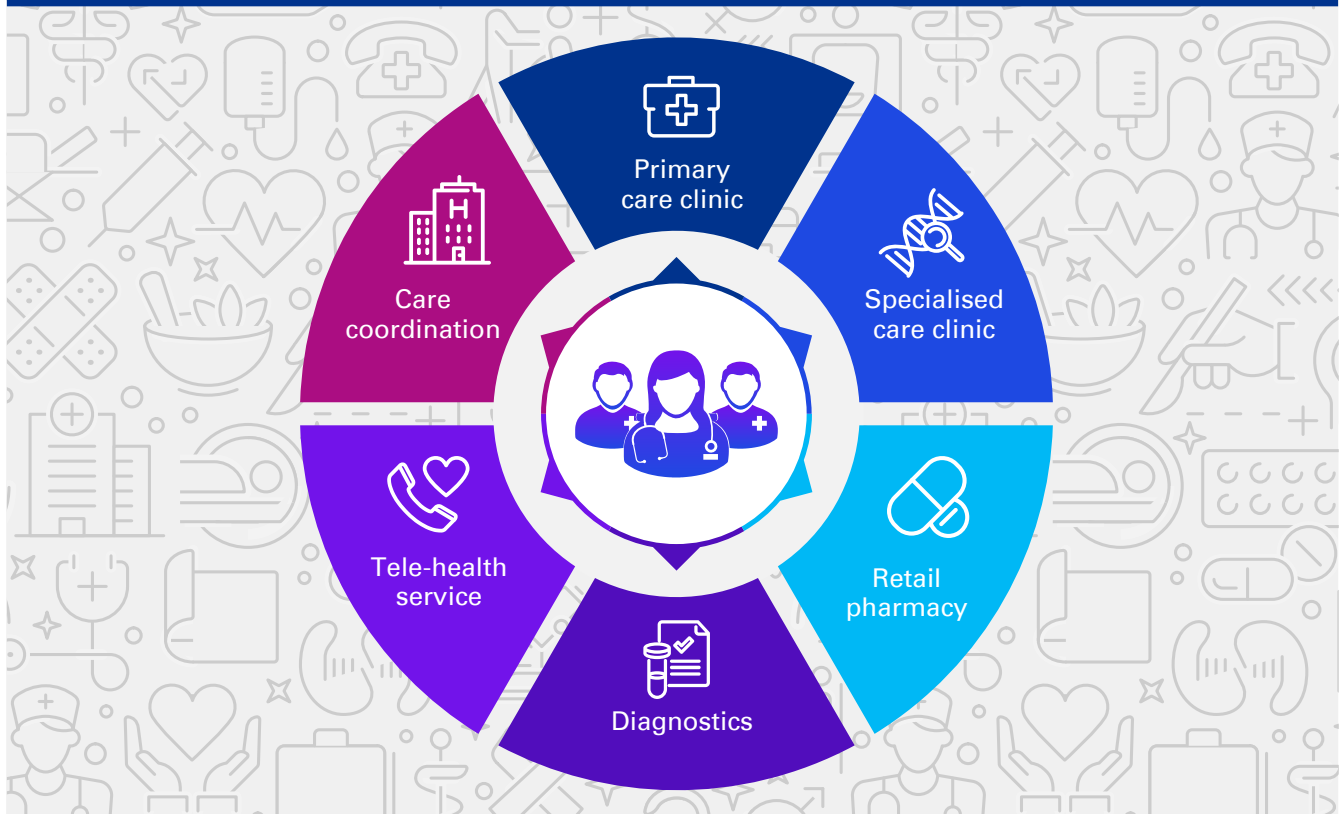 Primary
care clinic
Specialised
care clinic
Retail
pharmacy
Diagnostics
Tele-health
service
Care
coordination
H